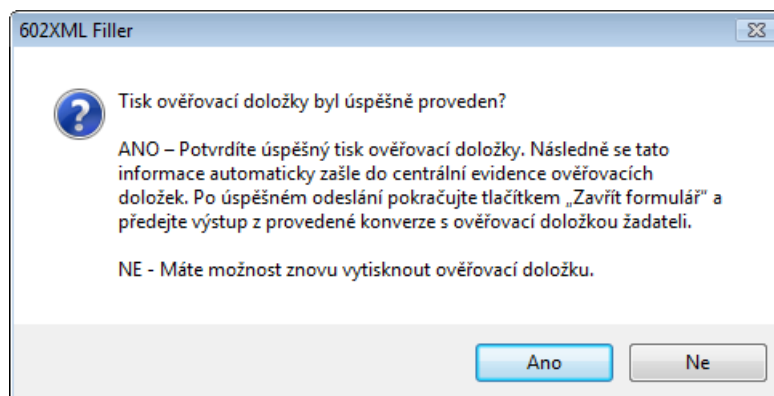 602XML Filler
Tisk ověřovací doložky byl úspěšně proveden?
ANO – Potvrdíte úspěšný tisk ověřovací doložky. Následně se tato
informace automaticky zašle do centrální evidence ověřovacích
doložek. Po úspěšném odeslání pokračujte tlačítkem „Zavřít formulář" a
předejte výstup z provedené konverze s ověřovací doložkou žadateli.
NE - Máte možnost znovu vytisknout ověřovací doložku.
Ano
Ne